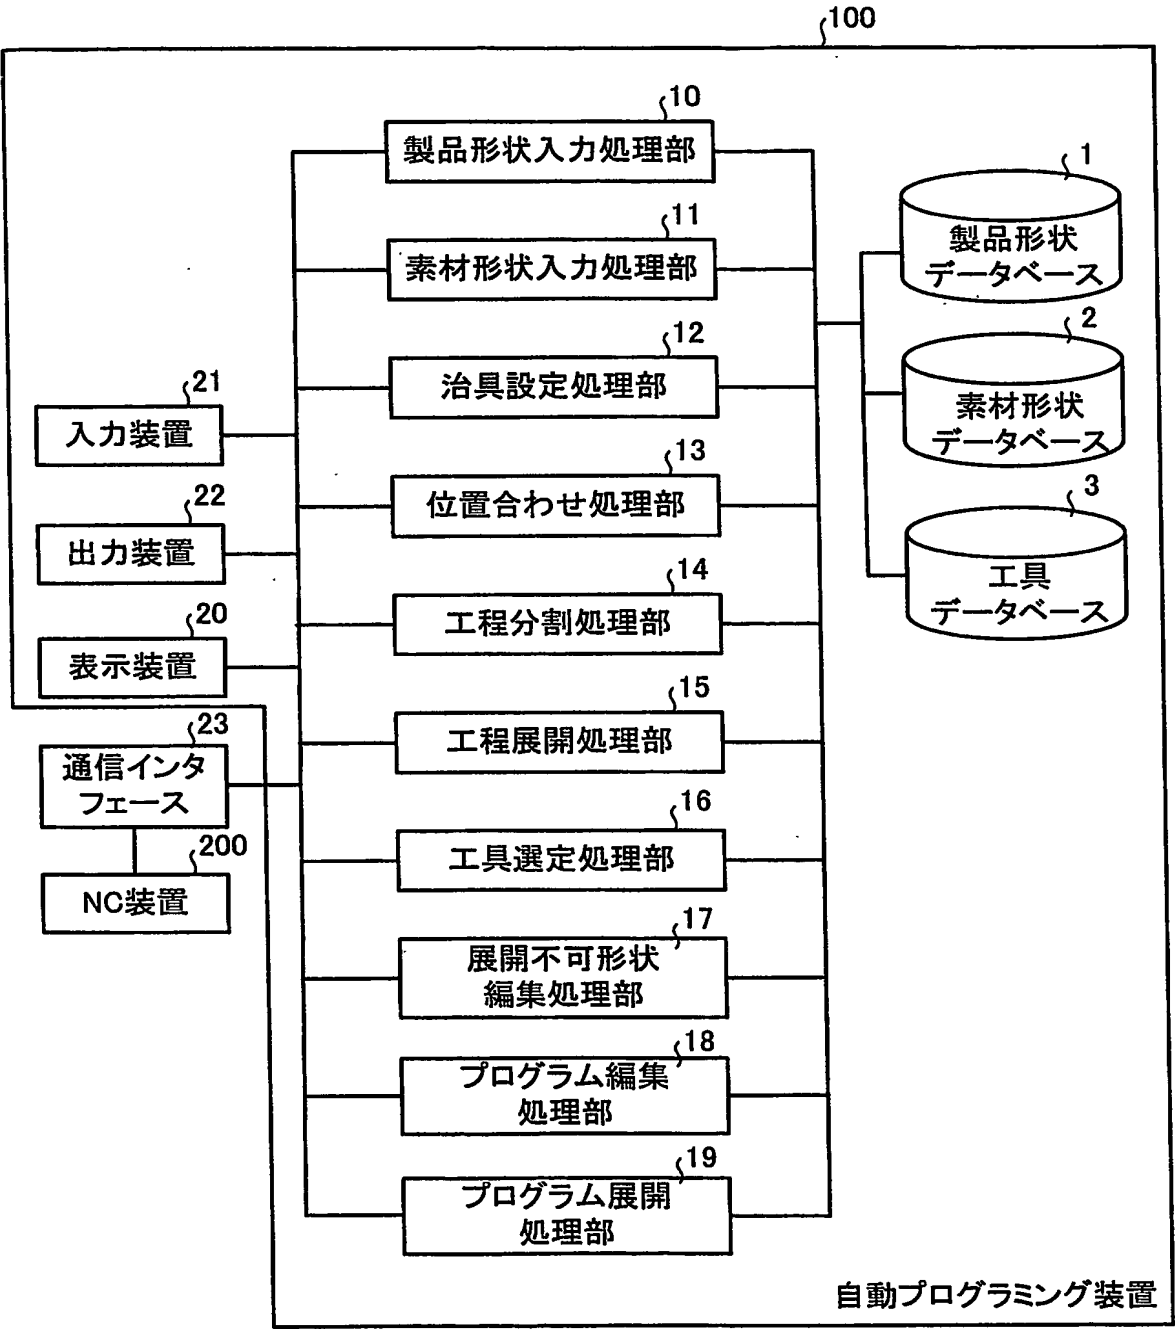 100
10
製品形状入力処理部
11
素材形状入力処理部
12
治具設定処理部
13
位置合わせ処理部
14
工程分割処理部
15
工程展開処理部
16
工具選定処理部
17
展開不可形状
編集処理部
18
プログラム編集
処理部
19
プログラム展開
処理部
21
入力装置
22
出力装置
20
表示装置
23
通信インタ
フェース
200
NC装置
1
製品形状
データベース
2
素材形状
データベース
3
工具
データベース
自動プログラミング装置